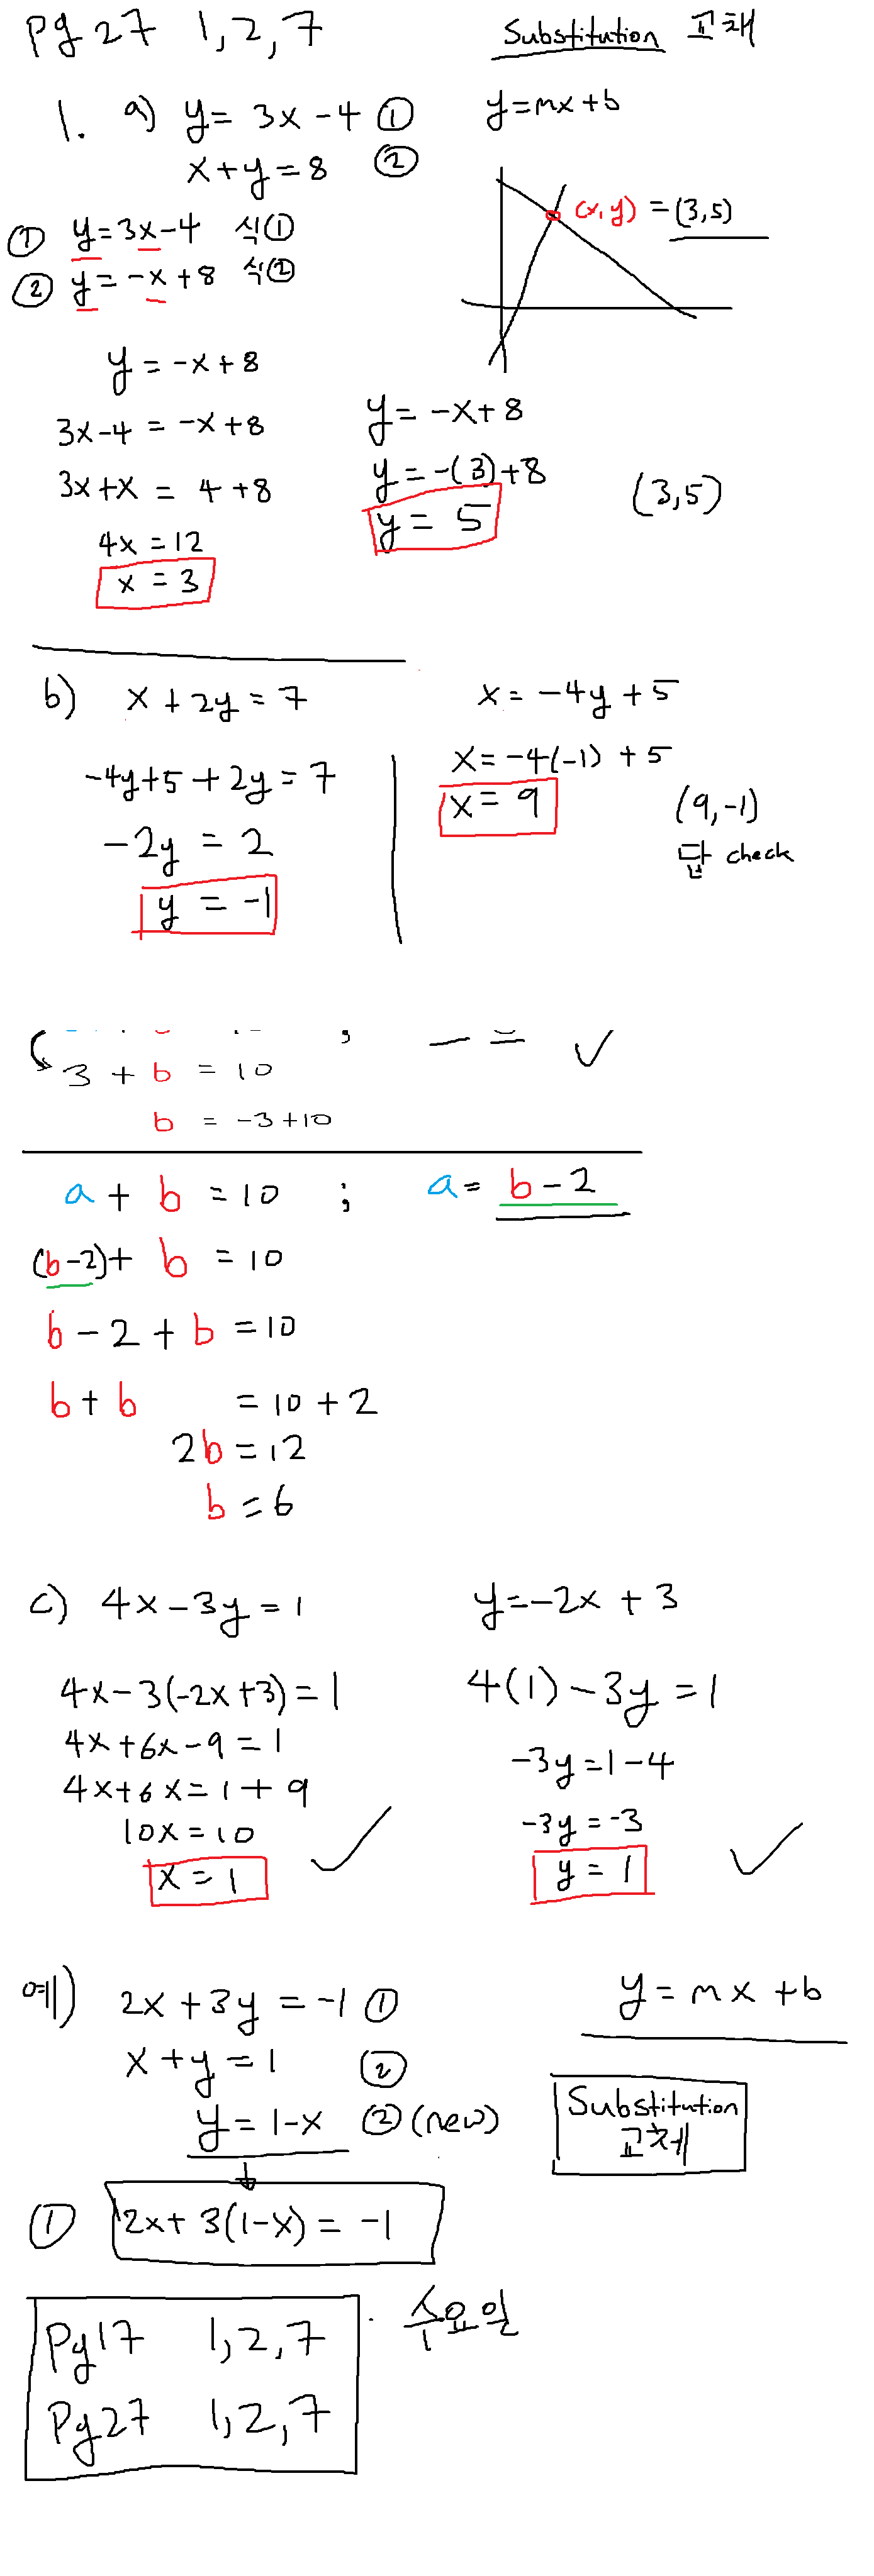 pg 27 1,2,7
Substitution 교체
1. a) y = 3x - 4 ①
x + y = 8 ②
y = mx + b
(x,y) = (3,5)
① y = 3x - 4 식①
② y = -x + 8 식②
y = -x + 8
3x - 4 = -x + 8
3x + x = 4 + 8
4x = 12
x = 3
y = -x + 8
y = -(3) + 8
y = 5
(3,5)
b) x + 2y = 7
-4y + 5 + 2y = 7
-2y = 2
y = -1
x = -4y + 5
x = -4(-1) + 5
x = 9
(9,-1)
답 check
3 + b = 10
b = -3 + 10
a + b = 10 ; a = b - 2
(b-2) + b = 10
b - 2 + b = 10
b + b = 10 + 2
2b = 12
b = 6
c) 4x - 3y = 1
4x - 3(-2x + 3) = 1
4x + 6x - 9 = 1
4x + 6x = 1 + 9
10x = 10
x = 1
y = -2x + 3
4(1) - 3y = 1
-3y = 1 - 4
-3y = -3
y = 1
예) 2x + 3y = -1 ①
x + y = 1 ②
y = 1 - x ② (new)
y = mx + b
Substitution
교체
① 2x + 3(1-x) = -1
Pg17 1,2,7
Pg27 1,2,7
수요일